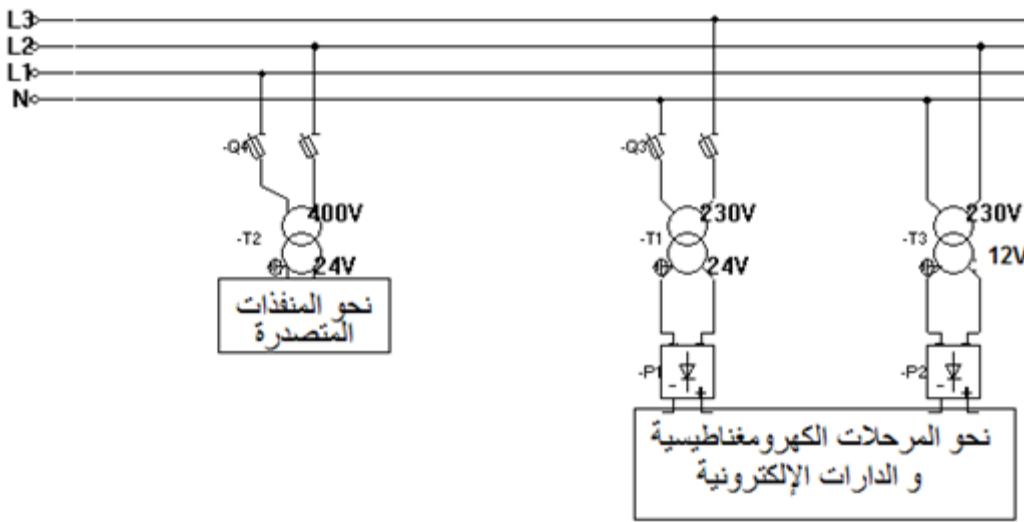 L3
L2
L1
N
-Q4
-Q3
400V
230V
230V
-T2
-T1
-T3
24V
24V
12V
نحو المنفذات
المتصدرة
-P1
-P2
- +
- +
نحو المرحلات الكهرومغناطيسية
و الدارات الإلكترونية